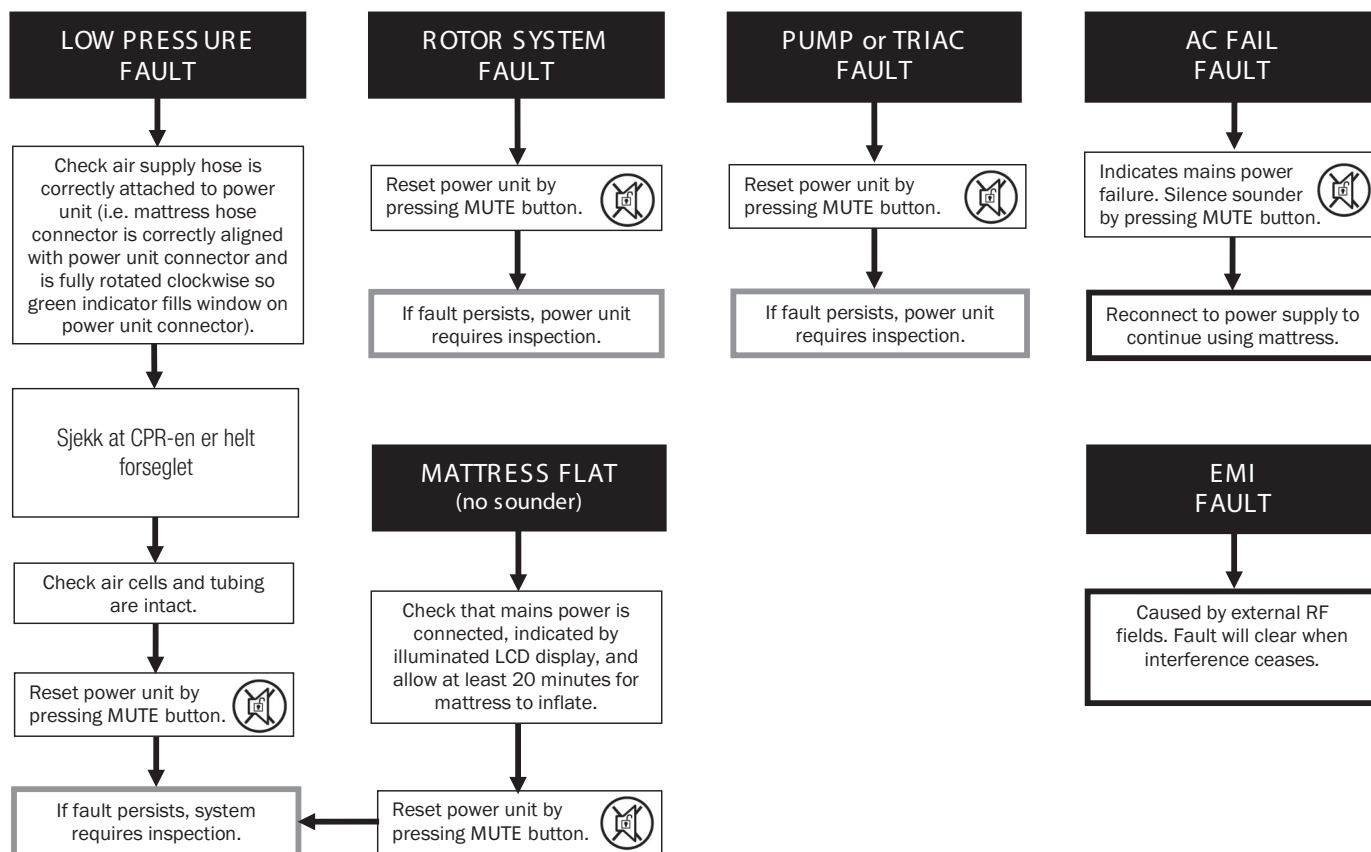 LOW PRESSURE
FAULT
Check air supply hose is
correctly attached to power
unit (i.e. mattress hose
connector is correctly aligned
with power unit connector and
is fully rotated clockwise so
green indicator fills window on
power unit connector).
Sjekk at CPR-en er helt
forseglet
Check air cells and tubing
are intact.
Reset power unit by
pressing MUTE button.
If fault persists, system
requires inspection.
ROTOR SYSTEM
FAULT
Reset power unit by
pressing MUTE button.
If fault persists, power unit
requires inspection.
MATTRESS FLAT
(no sounder)
Check that mains power is
connected, indicated by
illuminated LCD display, and
allow at least 20 minutes for
mattress to inflate.
Reset power unit by
pressing MUTE button.
PUMP or TRIAC
FAULT
Reset power unit by
pressing MUTE button.
If fault persists, power unit
requires inspection.
AC FAIL
FAULT
Indicates mains power
failure. Silence sounder
by pressing MUTE button.
Reconnect to power supply to
continue using mattress.
EMI
FAULT
Caused by external RF
fields. Fault will clear when
interference ceases.